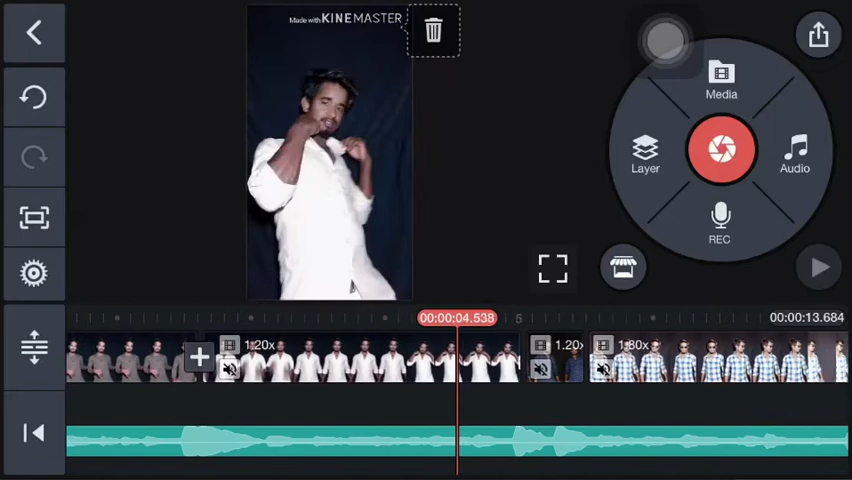 Made with KINEMASTER
Media
Layer
Audio
REC
00:00:04.538
5
00:00:13.684
1.20x
1.20x
1.80x